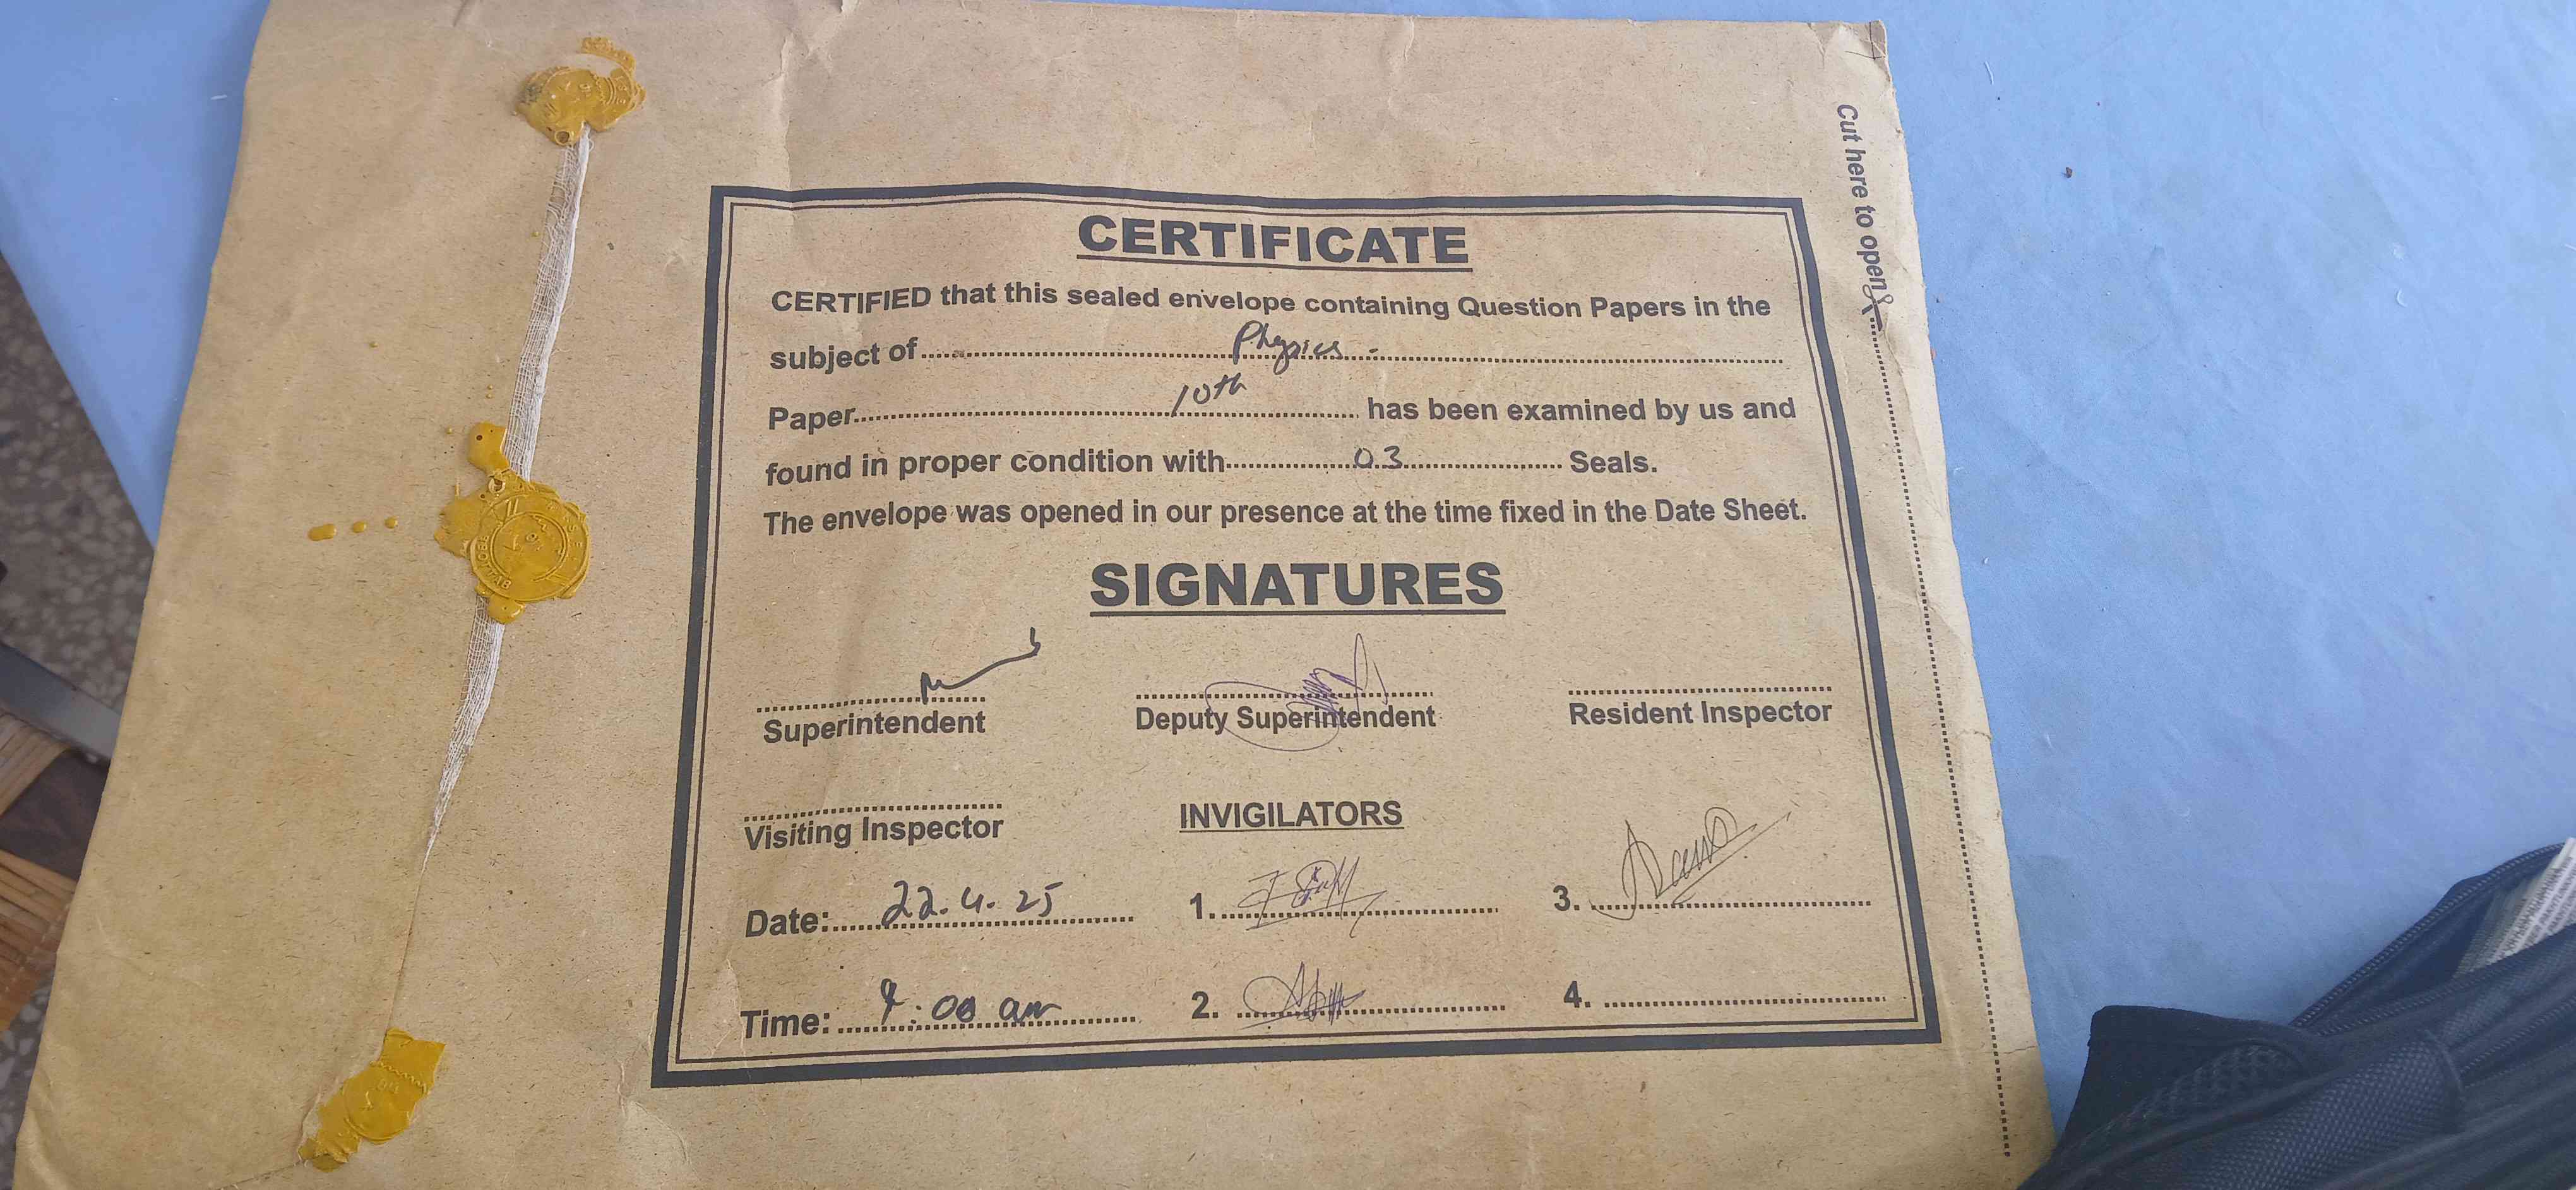 CERTIFICATE
CERTIFIED that this sealed envelope containing Question Papers in the
subject of Physics.
Paper 10th has been examined by us and
found in proper condition with 03 Seals.
The envelope was opened in our presence at the time fixed in the Date Sheet.
SIGNATURES
Superintendent Deputy Superintendent Resident Inspector
Visiting Inspector INVIGILATORS
Date: 22.4.25 1. 3.
Time: :00 am 2. 4.
Cut here to open